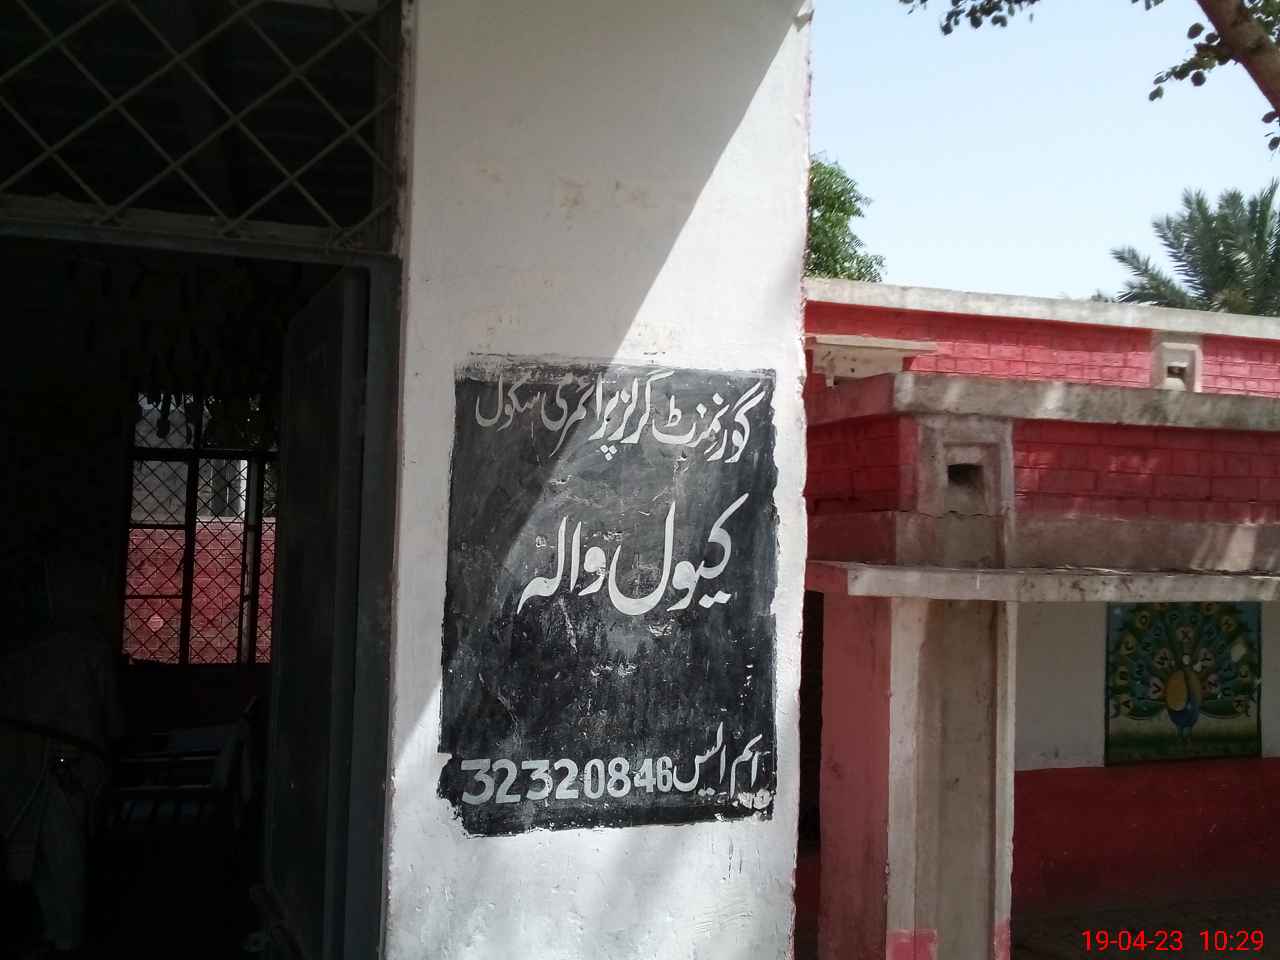 گورنمنٹ گرلز پرائمری سکول
کیول والہ
ایم ایس 32320846
19-04-23 10:29